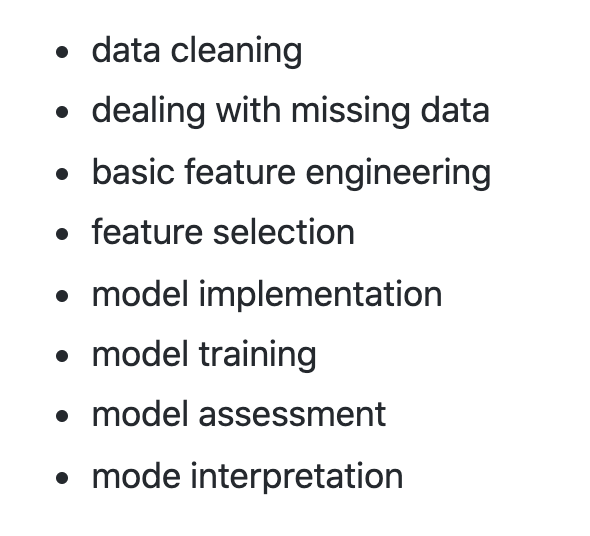 • data cleaning
• dealing with missing data
• basic feature engineering
• feature selection
• model implementation
• model training
• model assessment
• mode interpretation